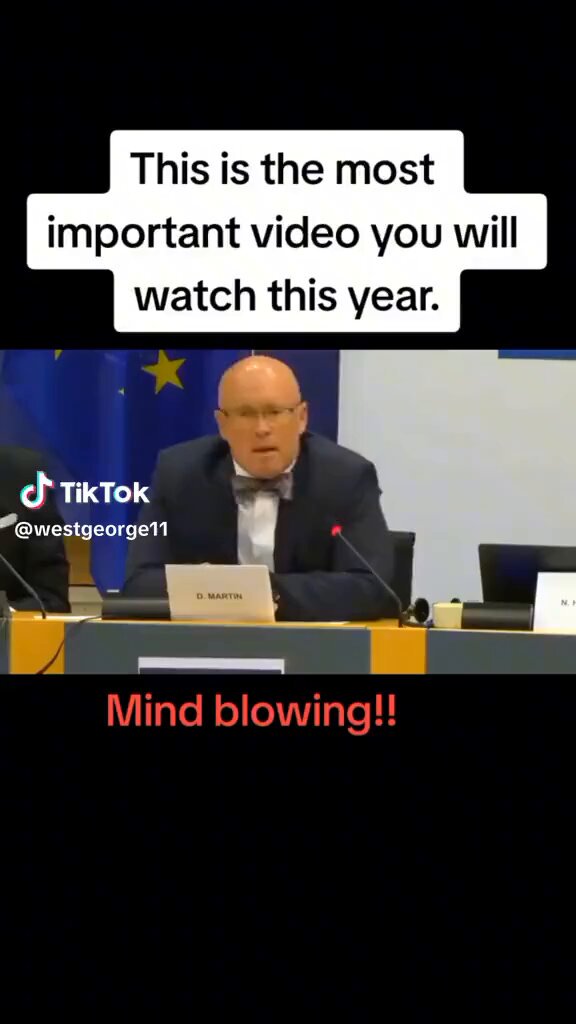 This is the most
important video you will
watch this year.
TikTok
@westgeorge11
D. MARTIN
N. H
Mind blowing!!